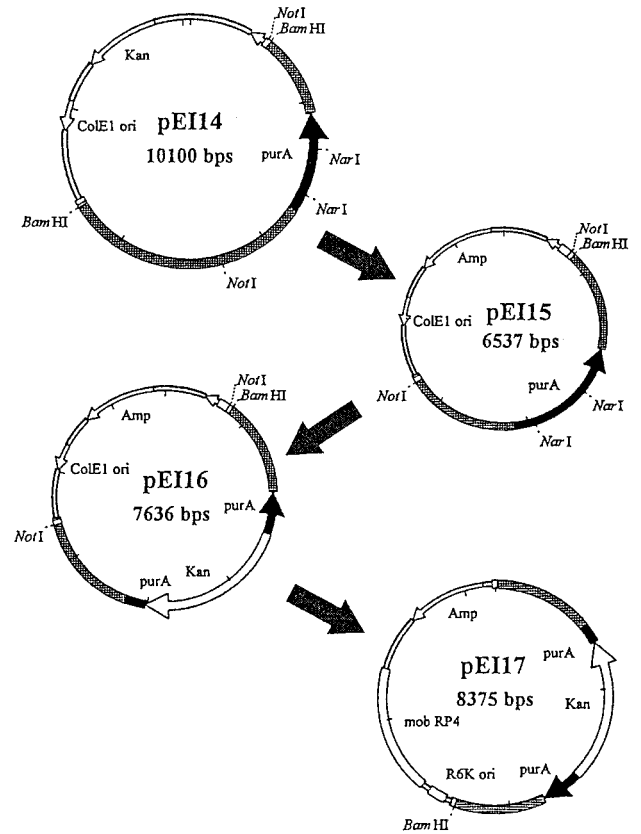 NotI
BamHI
Kan
ColE1 ori
pEI14
10100 bps
purA
NarI
NarI
BamHI
NotI
NotI
BamHI
Amp
ColE1 ori
pEI15
6537 bps
purA
NotI
NarI
NarI
NotI
BamHI
Amp
ColE1 ori
pEI16
7636 bps
purA
NotI
purA
Kan
Amp
purA
pEI17
8375 bps
Kan
mob RP4
R6K ori
purA
BamHI